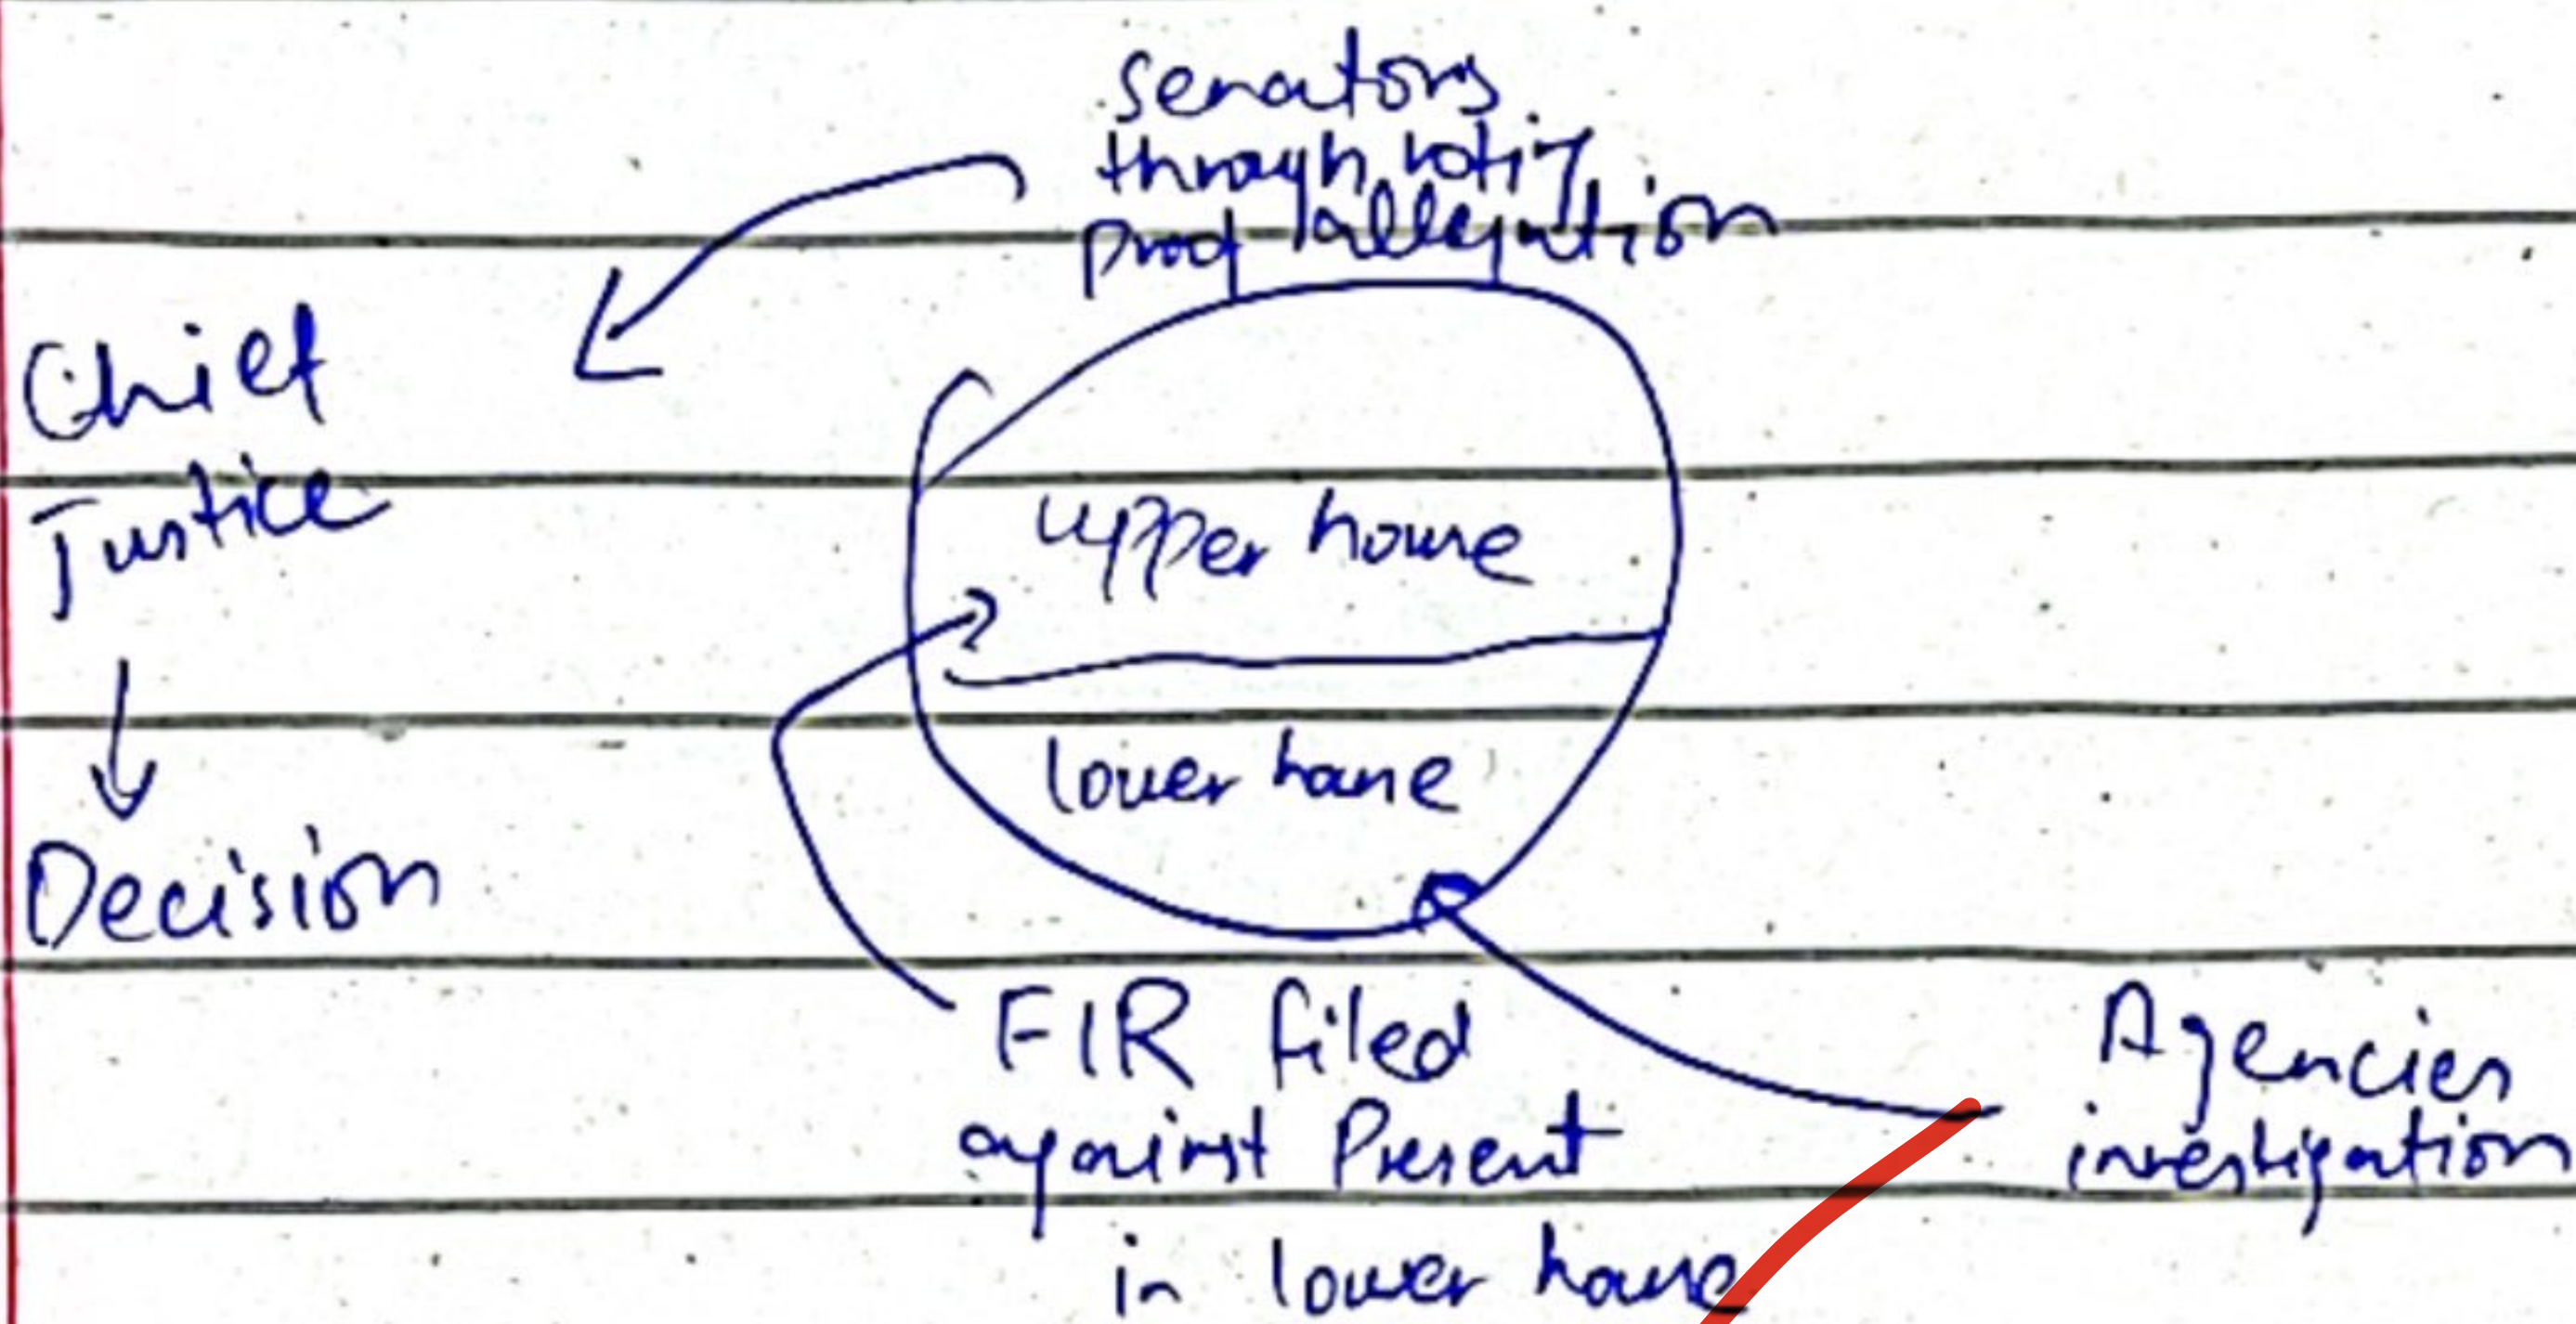 senators
through voting
proof allegation
Chief
Justice
Decision
upper house
lower house
FIR filed
against Present
in lower house
Agencies
investigation